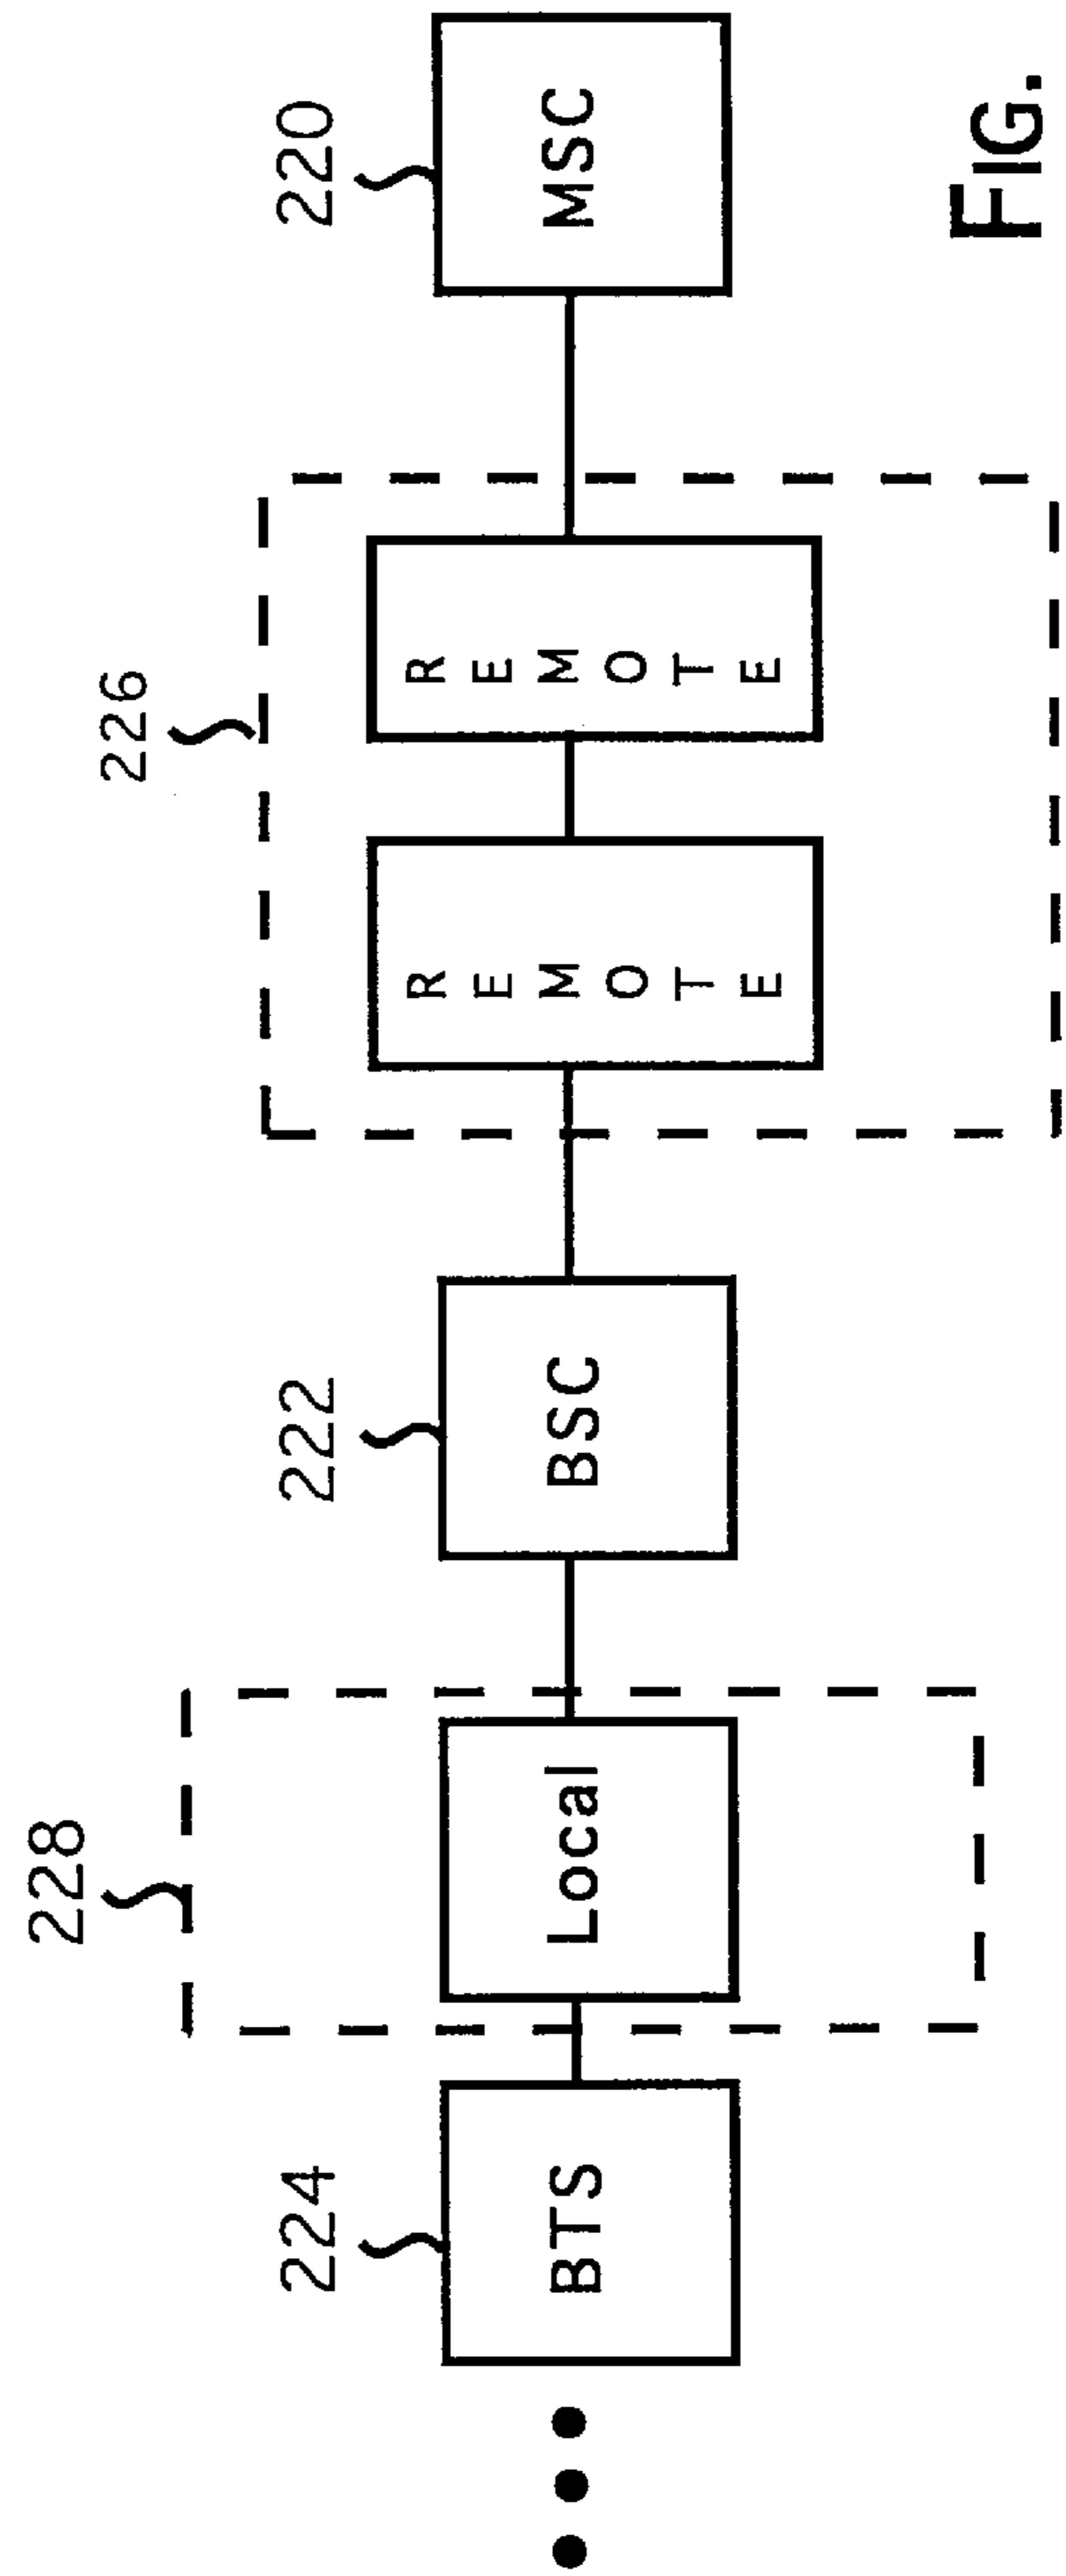 228
226
224
222
220
BTS
Local
BSC
REMOTE
REMOTE
MSC
FIG.